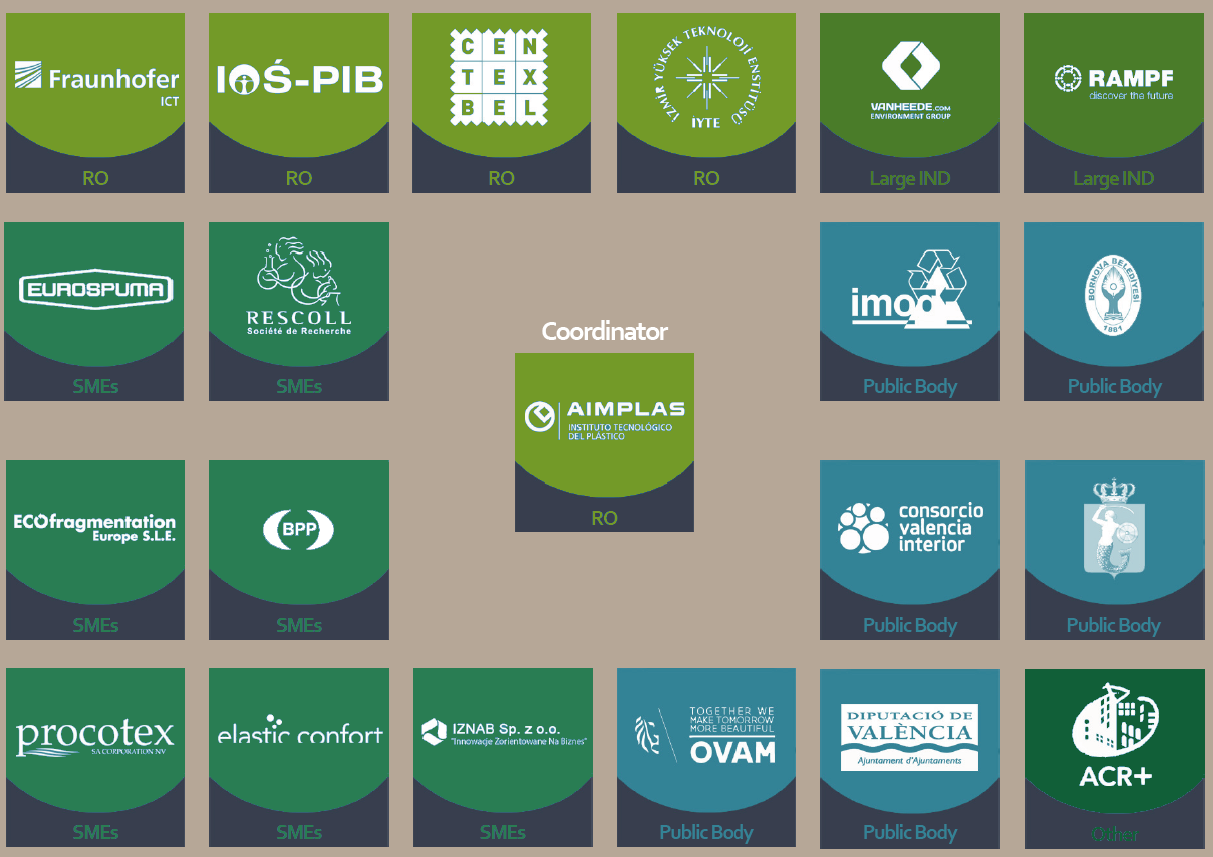 Fraunhofer
ICT
RO
IOŚ-PIB
RO
CEN
TEX
BEL
RO
İZMİR YÜKSEK TEKNOLOJİ ENSTİTÜSÜ
İYTE
RO
VANHEEDE.COM
ENVIRONMENT GROUP
Large IND
RAMPF
discover the future
Large IND
EUROSPUMA
SMEs
RESCOLL
Société de Recherche
SMEs
Coordinator
AIMPLAS
INSTITUTO TECNOLÓGICO
DEL PLÁSTICO
RO
imog
Public Body
BORNOVA BELEDİYESİ
1881
Public Body
ECOfragmentation
Europe S.L.E.
SMEs
BPP
SMEs
consorcio
valencia
interior
Public Body
Public Body
procotex
SA CORPORATION NV
SMEs
elastic confort
SMEs
IZNAB Sp. z o.o.
"Innowacje Zorientowane Na Biznes"
SMEs
TOGETHER WE
MAKE TOMORROW
MORE BEAUTIFUL
OVAM
Public Body
DIPUTACIÓ DE
VALÈNCIA
Ajuntament d'Ajuntaments
Public Body
ACR+
Other